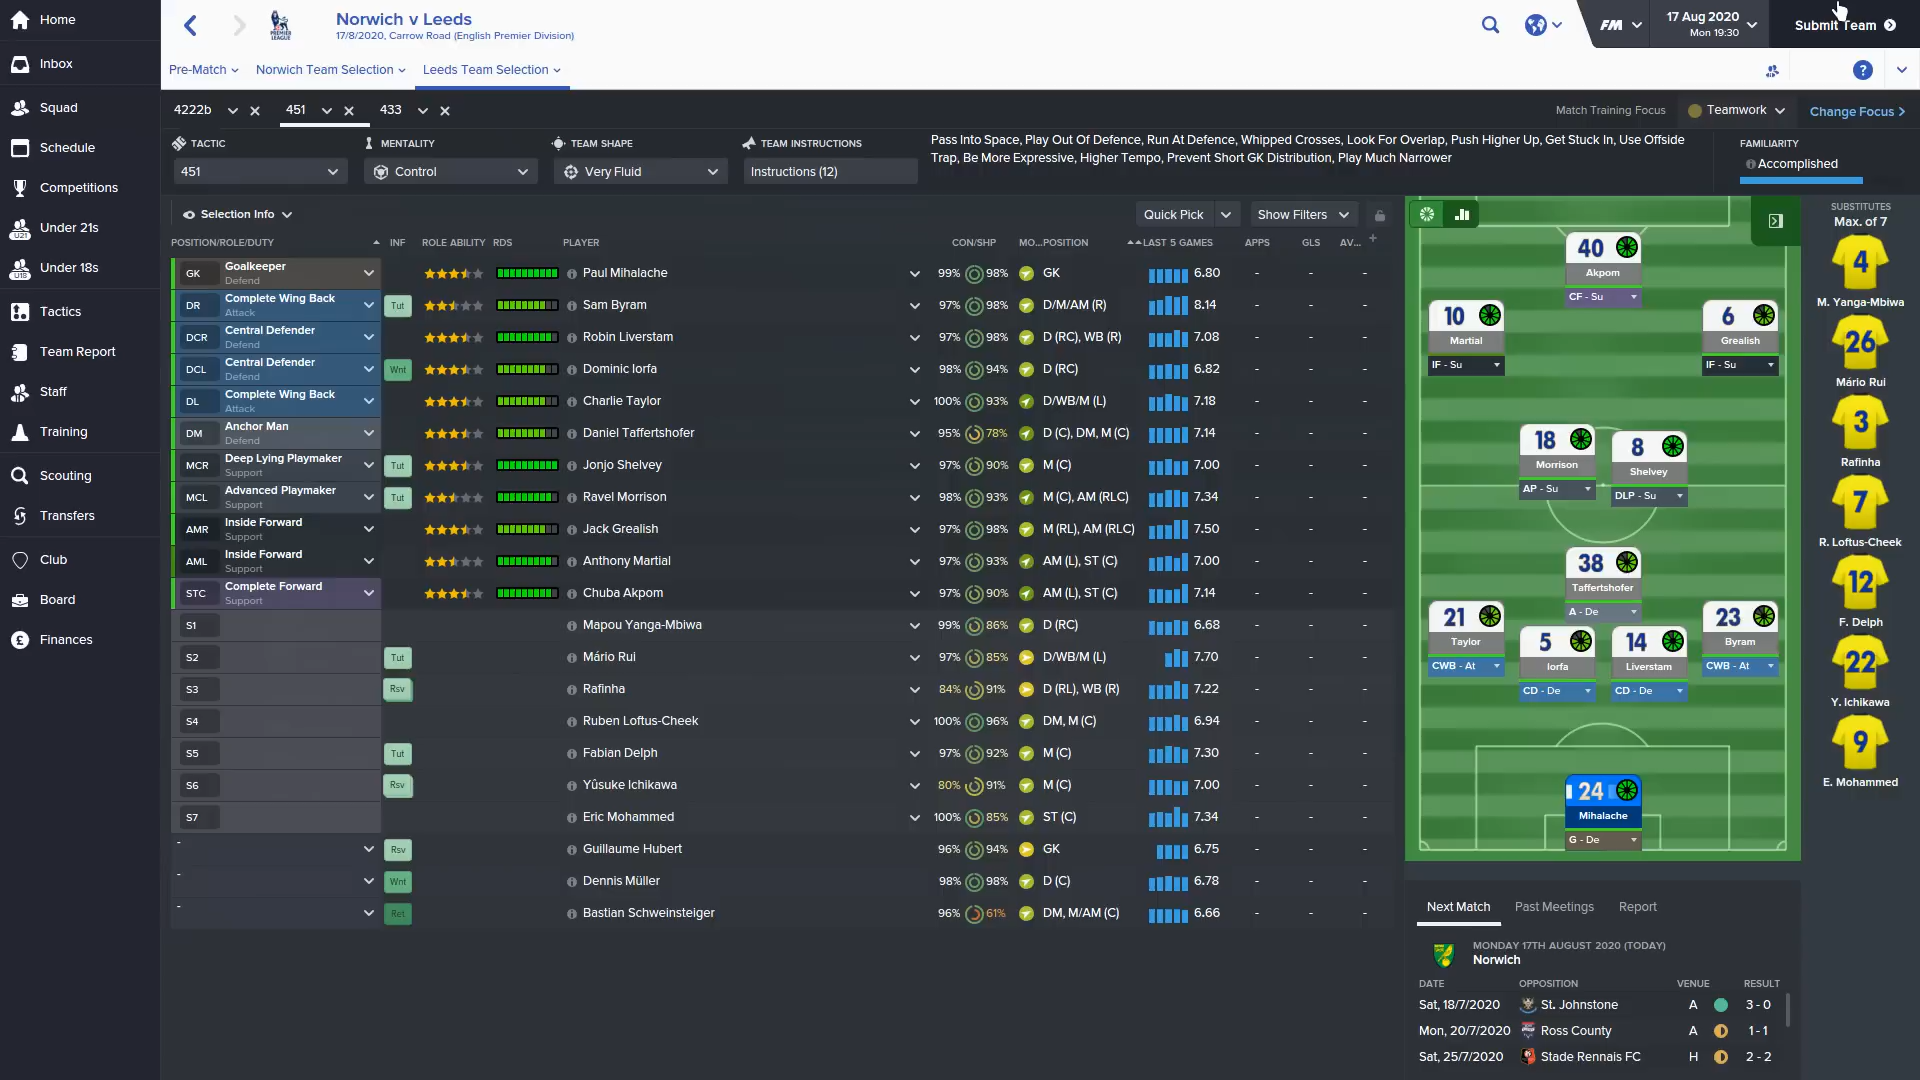 Home
Inbox
Squad
Schedule
Competitions
Under 21s
Under 18s
Tactics
Team Report
Staff
Training
Scouting
Transfers
Club
Board
Finances
Norwich v Leeds
17/8/2020, Carrow Road (English Premier Division)
FM
17 Aug 2020
Mon 19:30
Submit Team
Pre-Match
Norwich Team Selection
Leeds Team Selection
?
4222b
451
433
Match Training Focus
Teamwork
Change Focus >
TACTIC
451
MENTALITY
Control
TEAM SHAPE
Very Fluid
TEAM INSTRUCTIONS
Instructions (12)
Pass Into Space, Play Out Of Defence, Run At Defence, Whipped Crosses, Look For Overlap, Push Higher Up, Get Stuck In, Use Offside
Trap, Be More Expressive, Higher Tempo, Prevent Short GK Distribution, Play Much Narrower
FAMILIARITY
Accomplished
Selection Info
Quick Pick
Show Filters
POSITION/ROLE/DUTY INF ROLE ABILITY RDS PLAYER CON/SHP MO... POSITION LAST 5 GAMES APPS GLS AV... +
GK Goalkeeper Defend Paul Mihalache 99% 98% GK 6.80 - - -
DR Complete Wing Back Attack Tut Sam Byram 97% 98% D/M/AM (R) 8.14 - - -
DCR Central Defender Defend Robin Liverstam 97% 98% D (RC), WB (R) 7.08 - - -
DCL Central Defender Defend Wnt Dominic Iorfa 98% 94% D (RC) 6.82 - - -
DL Complete Wing Back Attack Charlie Taylor 100% 93% D/WB/M (L) 7.18 - - -
DM Anchor Man Defend Daniel Taffertshofer 95% 78% D (C), DM, M (C) 7.14 - - -
MCR Deep Lying Playmaker Support Tut Jonjo Shelvey 97% 90% M (C) 7.00 - - -
MCL Advanced Playmaker Support Tut Ravel Morrison 98% 93% M (C), AM (RLC) 7.34 - - -
AMR Inside Forward Support Jack Grealish 97% 98% M (RL), AM (RLC) 7.50 - - -
AML Inside Forward Support Anthony Martial 97% 93% AM (L), ST (C) 7.00 - - -
STC Complete Forward Support Chuba Akpom 97% 90% AM (L), ST (C) 7.14 - - -
S1 Mapou Yanga-Mbiwa 99% 86% D (RC) 6.68 - - -
S2 Tut Mário Rui 97% 85% D/WB/M (L) 7.70 - - -
S3 Rsv Rafinha 84% 91% D (RL), WB (R) 7.22 - - -
S4 Ruben Loftus-Cheek 100% 96% DM, M (C) 6.94 - - -
S5 Tut Fabian Delph 97% 92% M (C) 7.30 - - -
S6 Rsv Yûsuke Ichikawa 80% 91% M (C) 7.00 - - -
S7 Eric Mohammed 100% 85% ST (C) 7.34 - - -
- Rsv Guillaume Hubert 96% 94% GK 6.75 - - -
- Wnt Dennis Müller 98% 98% D (C) 6.78 - - -
- Ret Bastian Schweinsteiger 96% 61% DM, M/AM (C) 6.66 - - -
40
Akpom
CF - Su
10
Martial
IF - Su
6
Grealish
IF - Su
18
Morrison
AP - Su
8
Shelvey
DLP - Su
38
Taffertshofer
A - De
21
Taylor
CWB - At
5
Iorfa
CD - De
14
Liverstam
CD - De
23
Byram
CWB - At
24
Mihalache
G - De
SUBSTITUTES
Max. of 7
4
M. Yanga-Mbiwa
26
Mário Rui
3
Rafinha
7
R. Loftus-Cheek
12
F. Delph
22
Y. Ichikawa
9
E. Mohammed
Next Match
Past Meetings
Report
MONDAY 17TH AUGUST 2020 (TODAY)
Norwich
DATE OPPOSITION VENUE RESULT
Sat, 18/7/2020 St. Johnstone A 3 - 0
Mon, 20/7/2020 Ross County A 1 - 1
Sat, 25/7/2020 Stade Rennais FC H 2 - 2